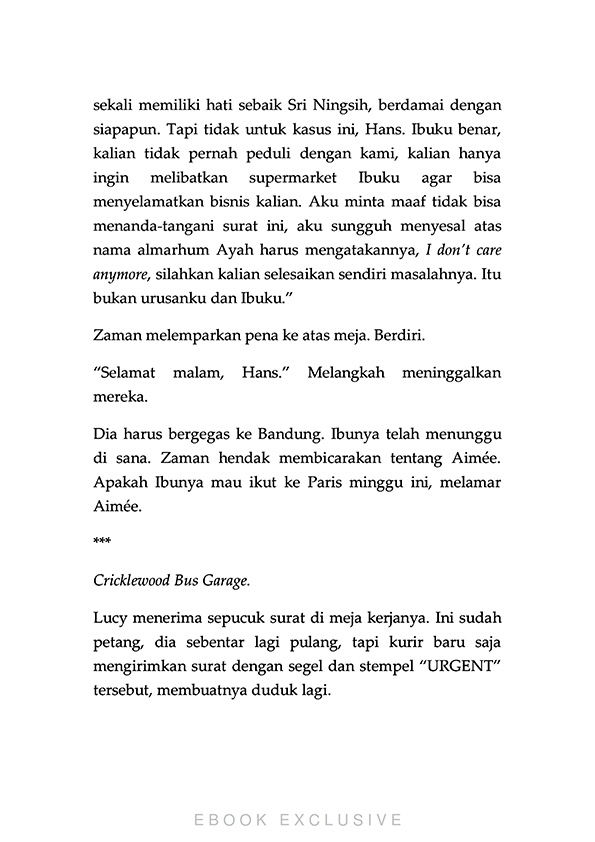 sekali memiliki hati sebaik Sri Ningsih, berdamai dengan
siapapun. Tapi tidak untuk kasus ini, Hans. Ibuku benar,
kalian tidak pernah peduli dengan kami, kalian hanya
ingin melibatkan supermarket Ibuku agar bisa
menyelamatkan bisnis kalian. Aku minta maaf tidak bisa
menanda-tangani surat ini, aku sungguh menyesal atas
nama almarhum Ayah harus mengatakannya, I don’t care
anymore, silahkan kalian selesaikan sendiri masalahnya. Itu
bukan urusanku dan Ibuku.”
Zaman melemparkan pena ke atas meja. Berdiri.
“Selamat malam, Hans.” Melangkah meninggalkan
mereka.
Dia harus bergegas ke Bandung. Ibunya telah menunggu
di sana. Zaman hendak membicarakan tentang Aimée.
Apakah Ibunya mau ikut ke Paris minggu ini, melamar
Aimée.
***
Cricklewood Bus Garage.
Lucy menerima sepucuk surat di meja kerjanya. Ini sudah
petang, dia sebentar lagi pulang, tapi kurir baru saja
mengirimkan surat dengan segel dan stempel “URGENT”
tersebut, membuatnya duduk lagi.
EBOOK EXCLUSIVE